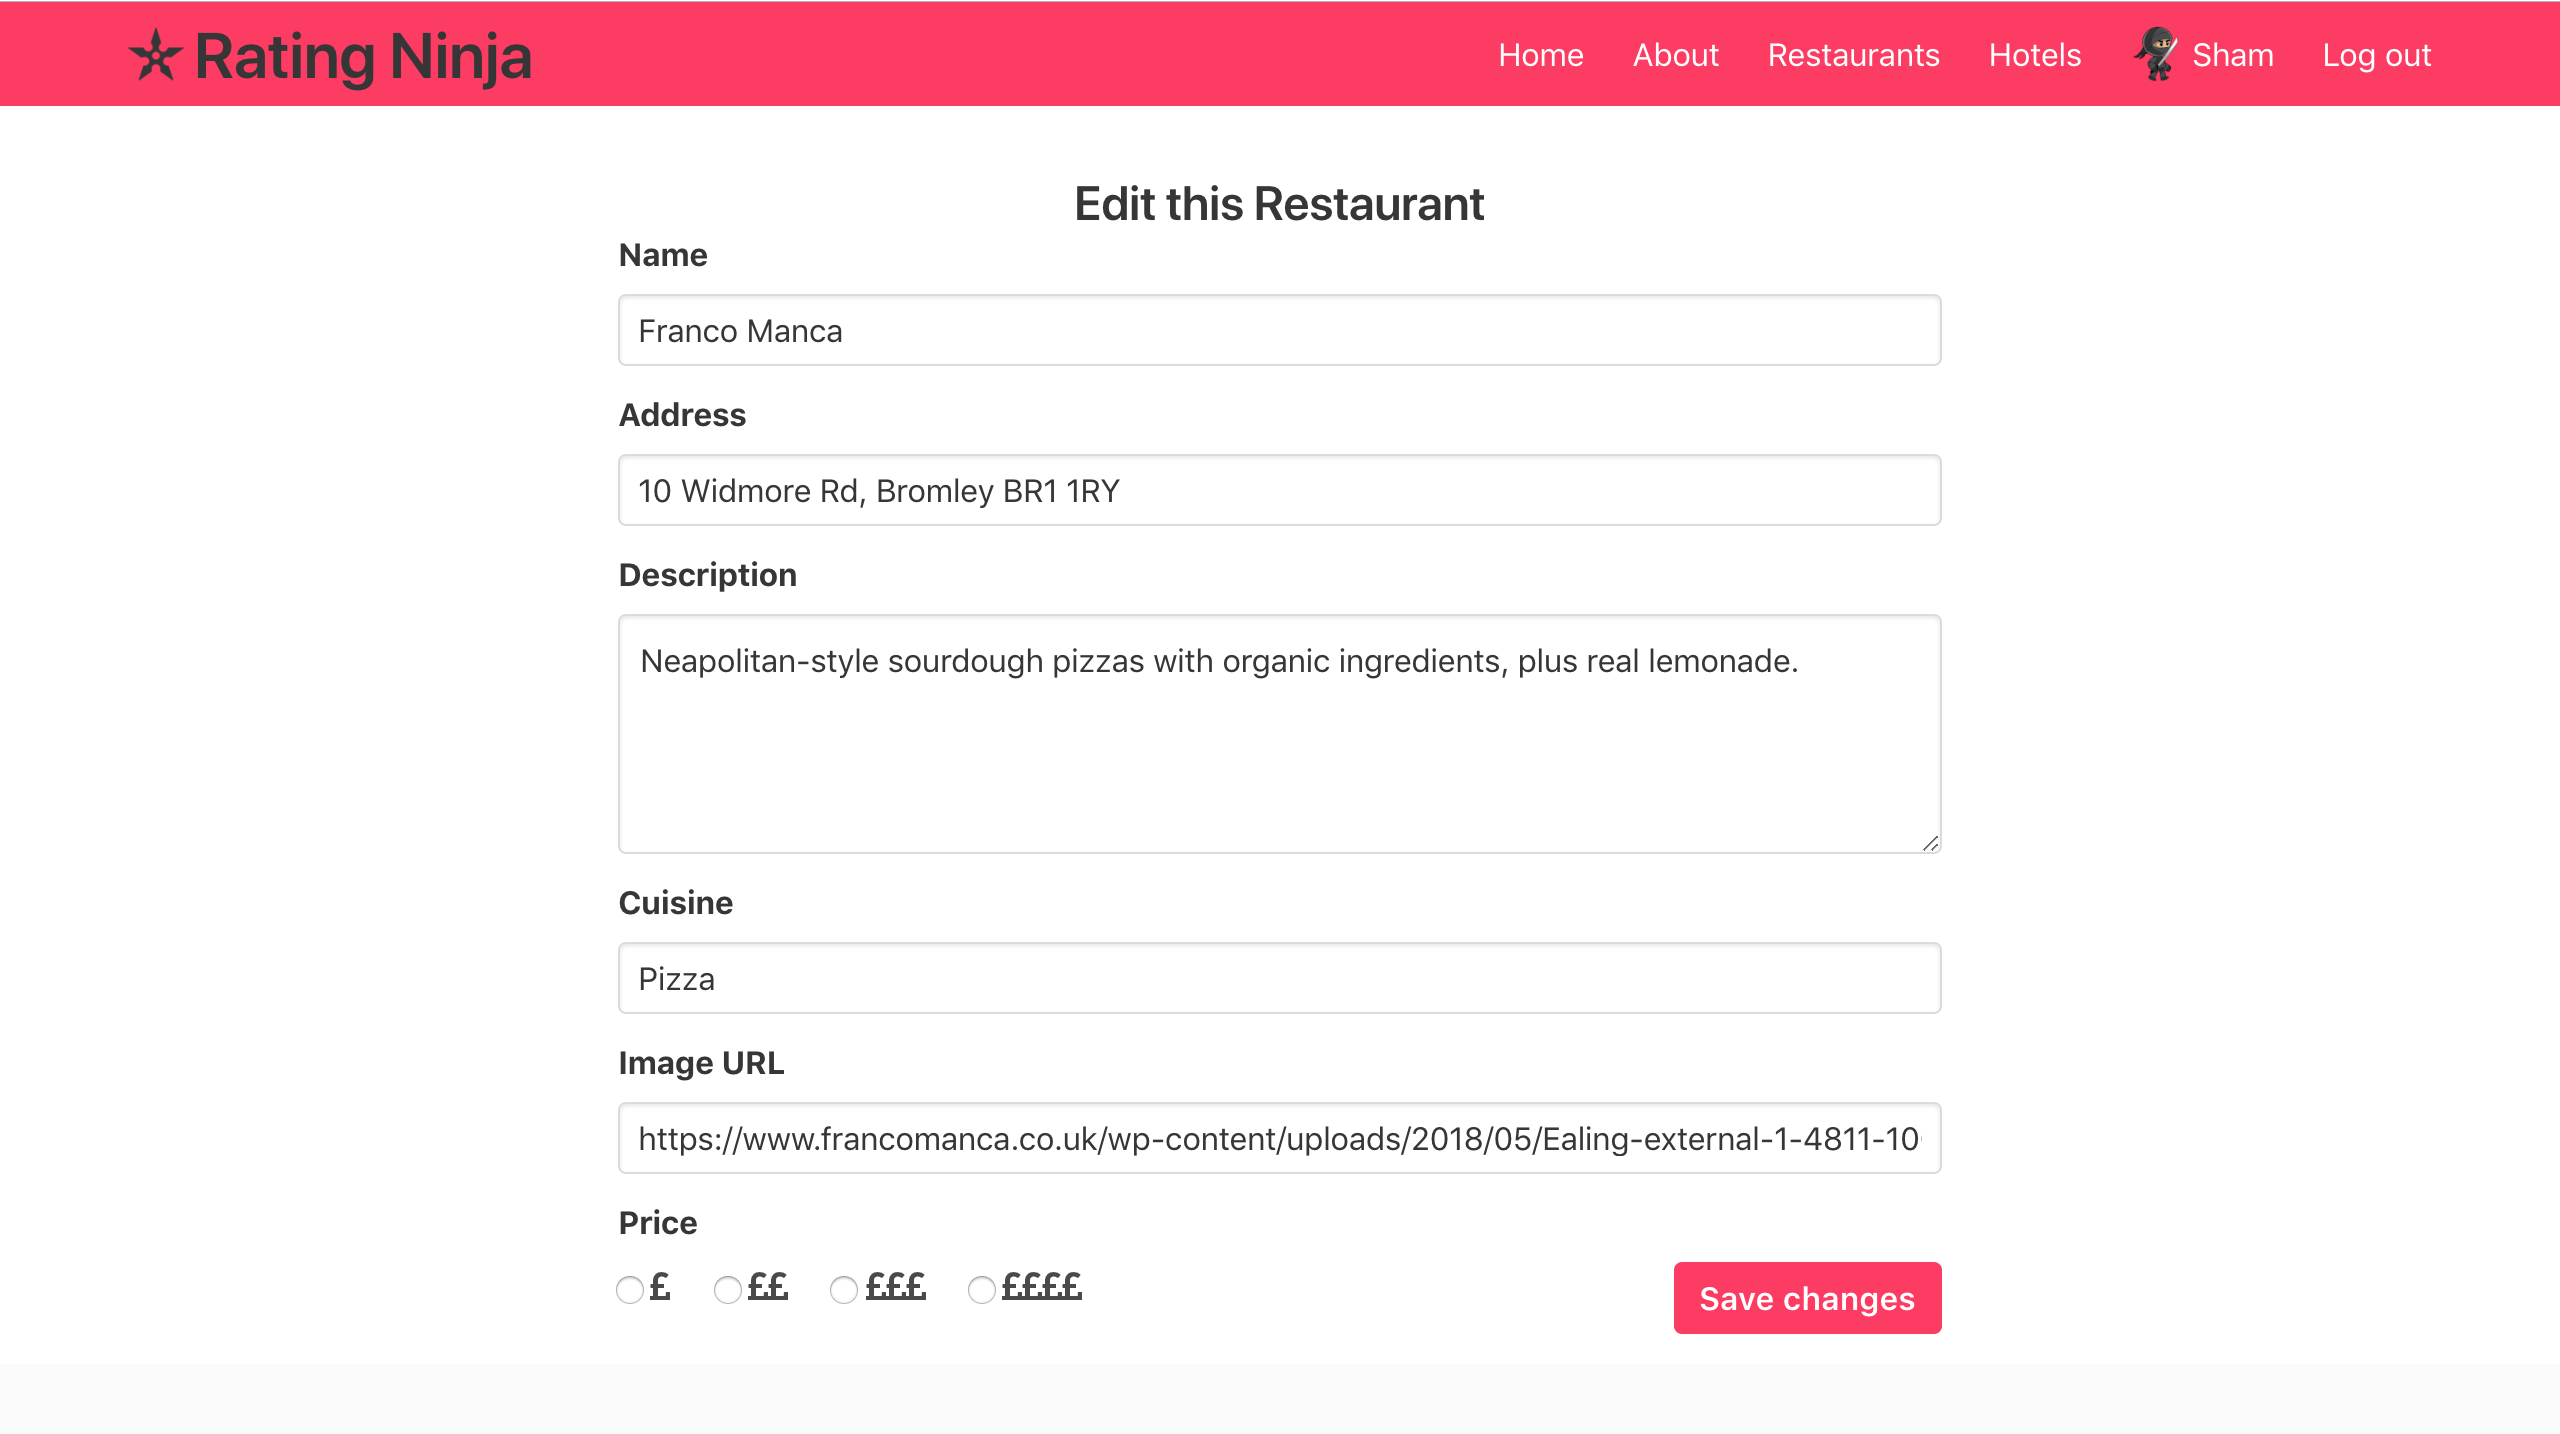 Rating Ninja
Home About Restaurants Hotels Sham Log out
Edit this Restaurant
Name
Franco Manca
Address
10 Widmore Rd, Bromley BR1 1RY
Description
Neapolitan-style sourdough pizzas with organic ingredients, plus real lemonade.
Cuisine
Pizza
Image URL
https://www.francomanca.co.uk/wp-content/uploads/2018/05/Ealing-external-1-4811-10
Price
£ ££ £££ ££££
Save changes